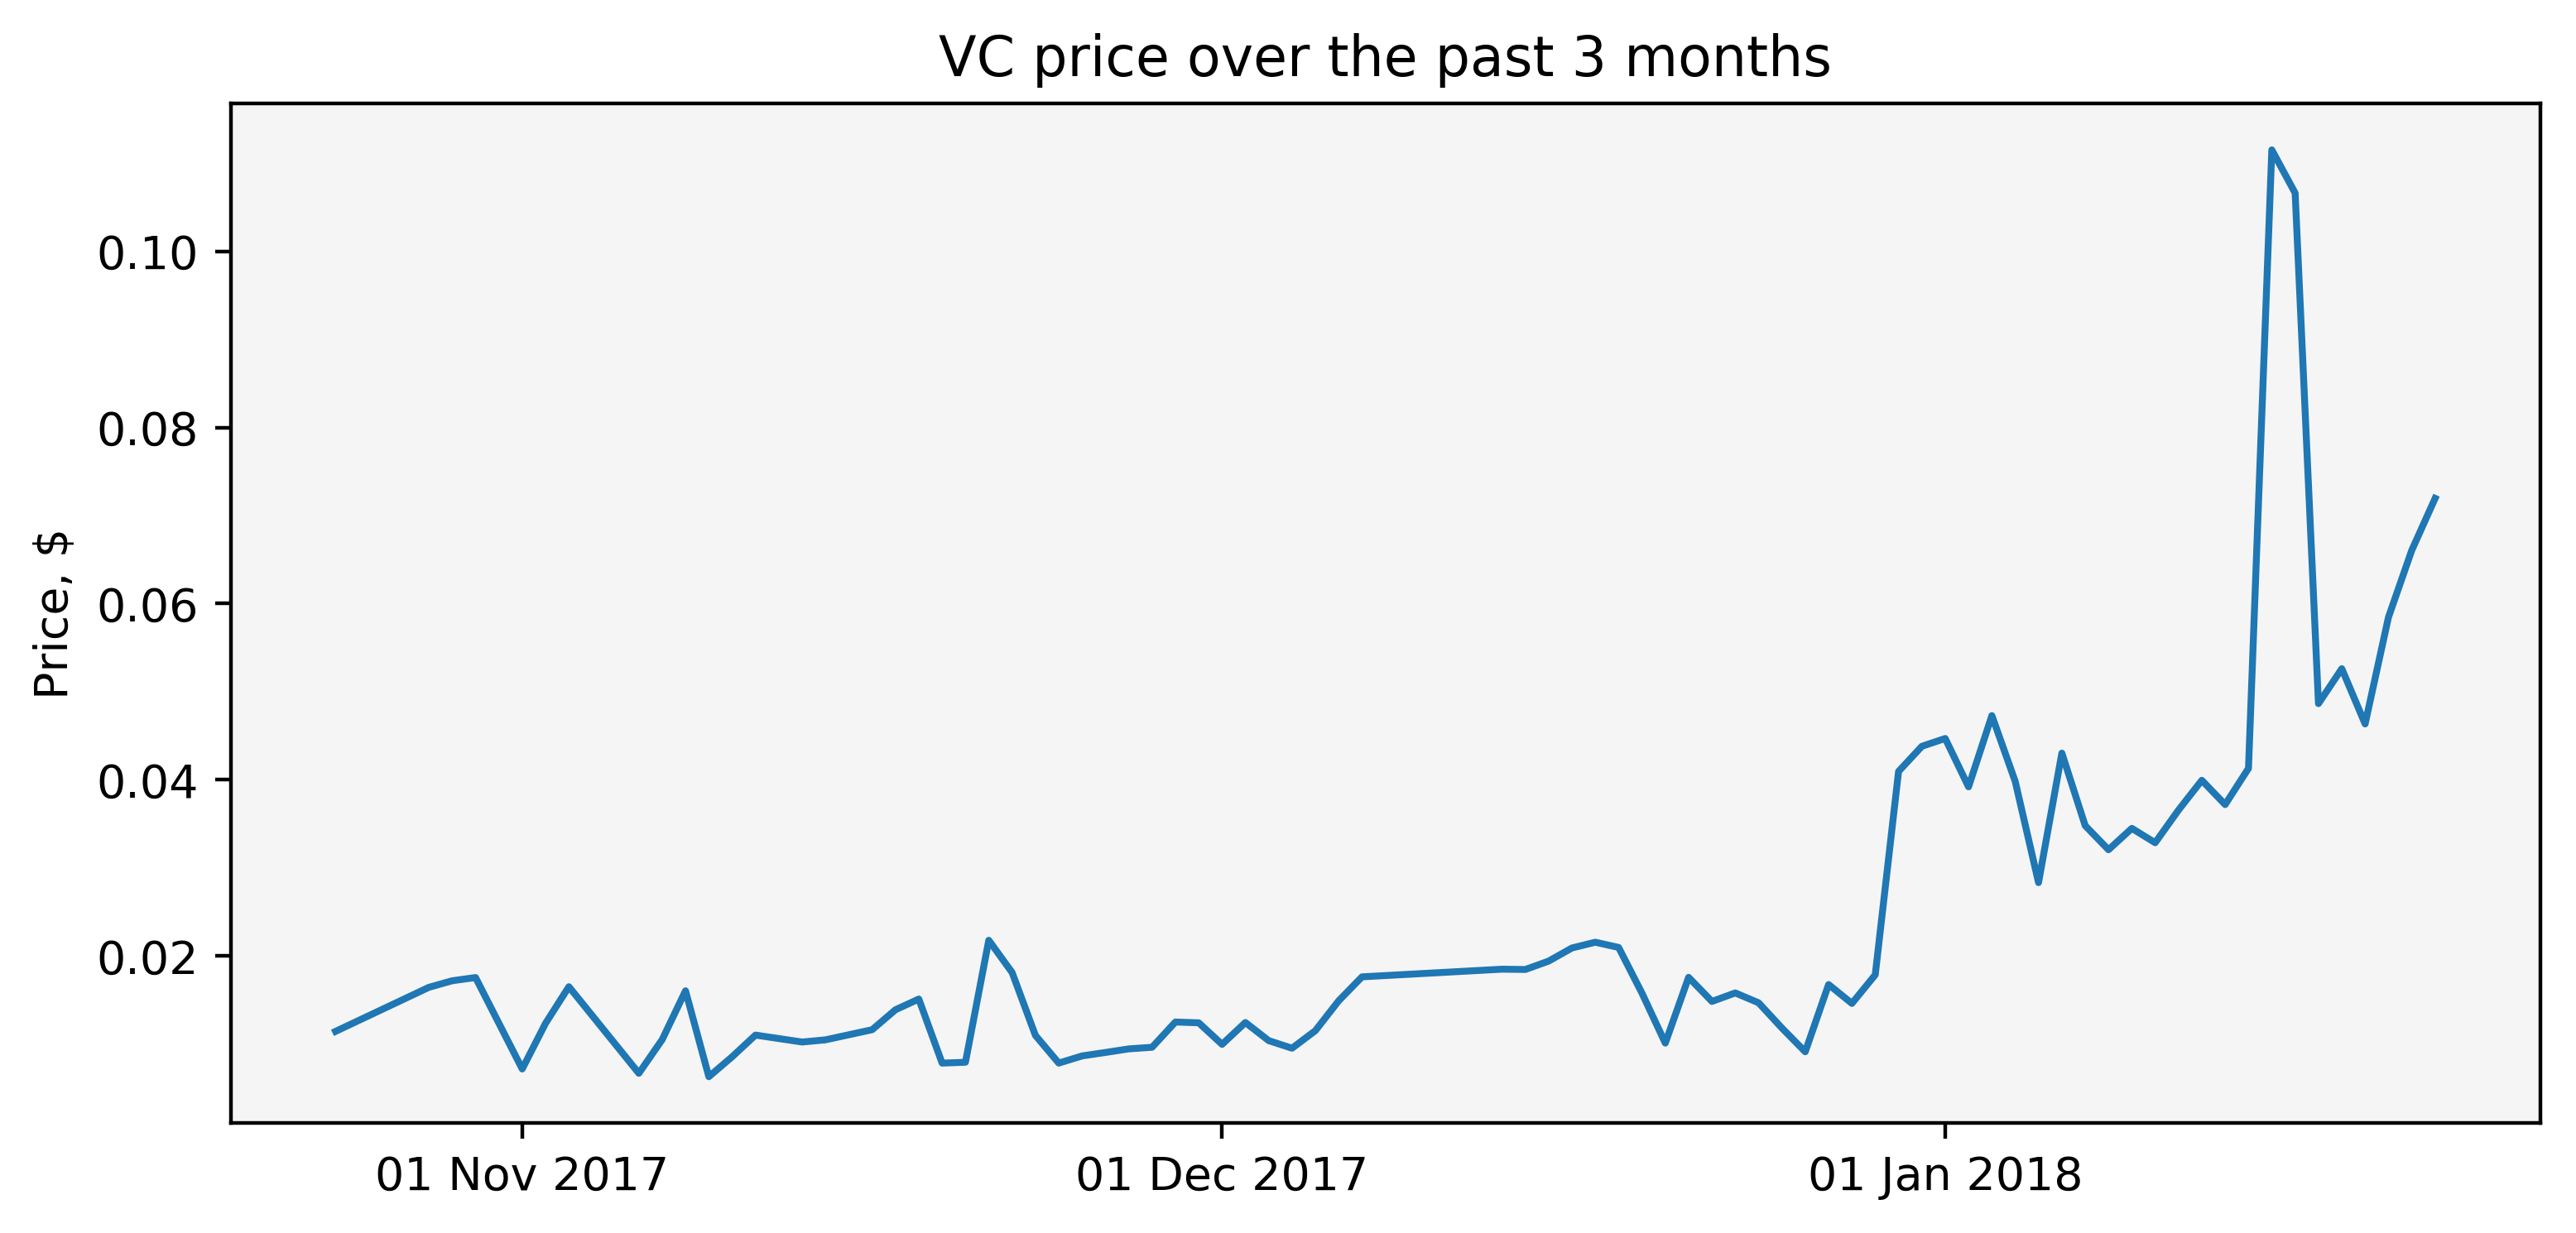 VC price over the past 3 months
Price, $
0.10
0.08
0.06
0.04
0.02
01 Nov 2017
01 Dec 2017
01 Jan 2018